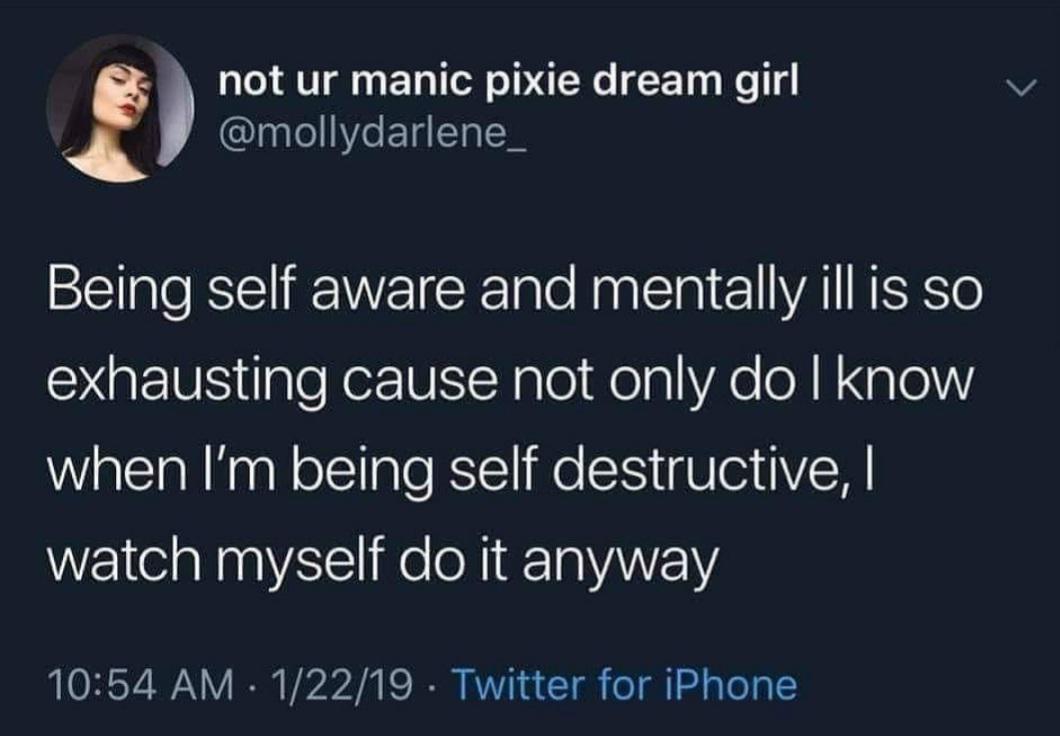 not ur manic pixie dream girl
@mollydarlene_
Being self aware and mentally ill is so
exhausting cause not only do I know
when I'm being self destructive, I
watch myself do it anyway
10:54 AM · 1/22/19 · Twitter for iPhone